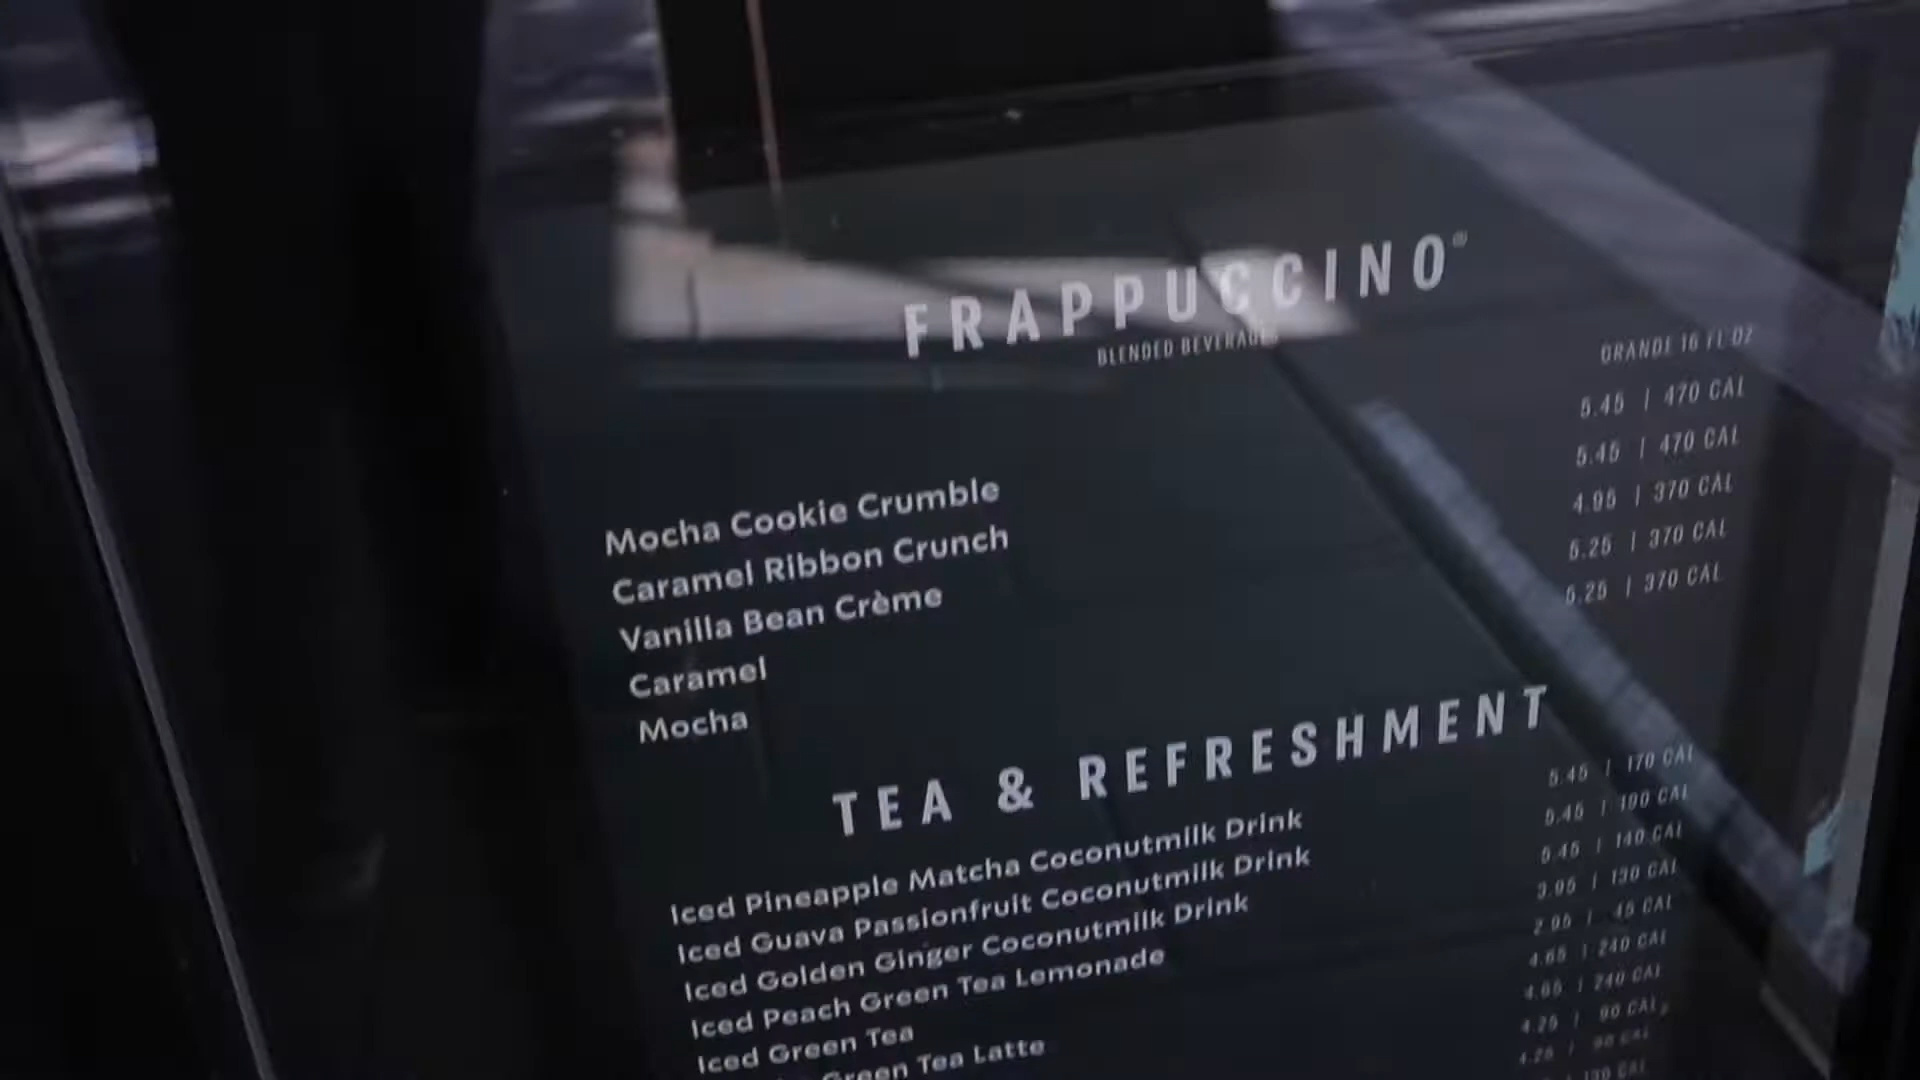 FRAPPUCCINO®
BLENDED BEVERAGE
GRANDE 16 FL OZ
Mocha Cookie Crumble 5.45 | 470 CAL
Caramel Ribbon Crunch 5.45 | 470 CAL
Vanilla Bean Crème 4.95 | 370 CAL
Caramel 5.25 | 370 CAL
Mocha 5.25 | 370 CAL
TEA & REFRESHMENT
Iced Pineapple Matcha Coconutmilk Drink 5.45 | 170 CAL
Iced Guava Passionfruit Coconutmilk Drink 5.45 | 190 CAL
Iced Golden Ginger Coconutmilk Drink 5.45 | 140 CAL
Iced Peach Green Tea Lemonade 3.95 | 130 CAL
Iced Green Tea 2.95 | 45 CAL
Green Tea Latte 4.65 | 240 CAL
4.65 | 240 CAL
4.25 | 90 CAL
4.25 | 90 CAL
130 CAL